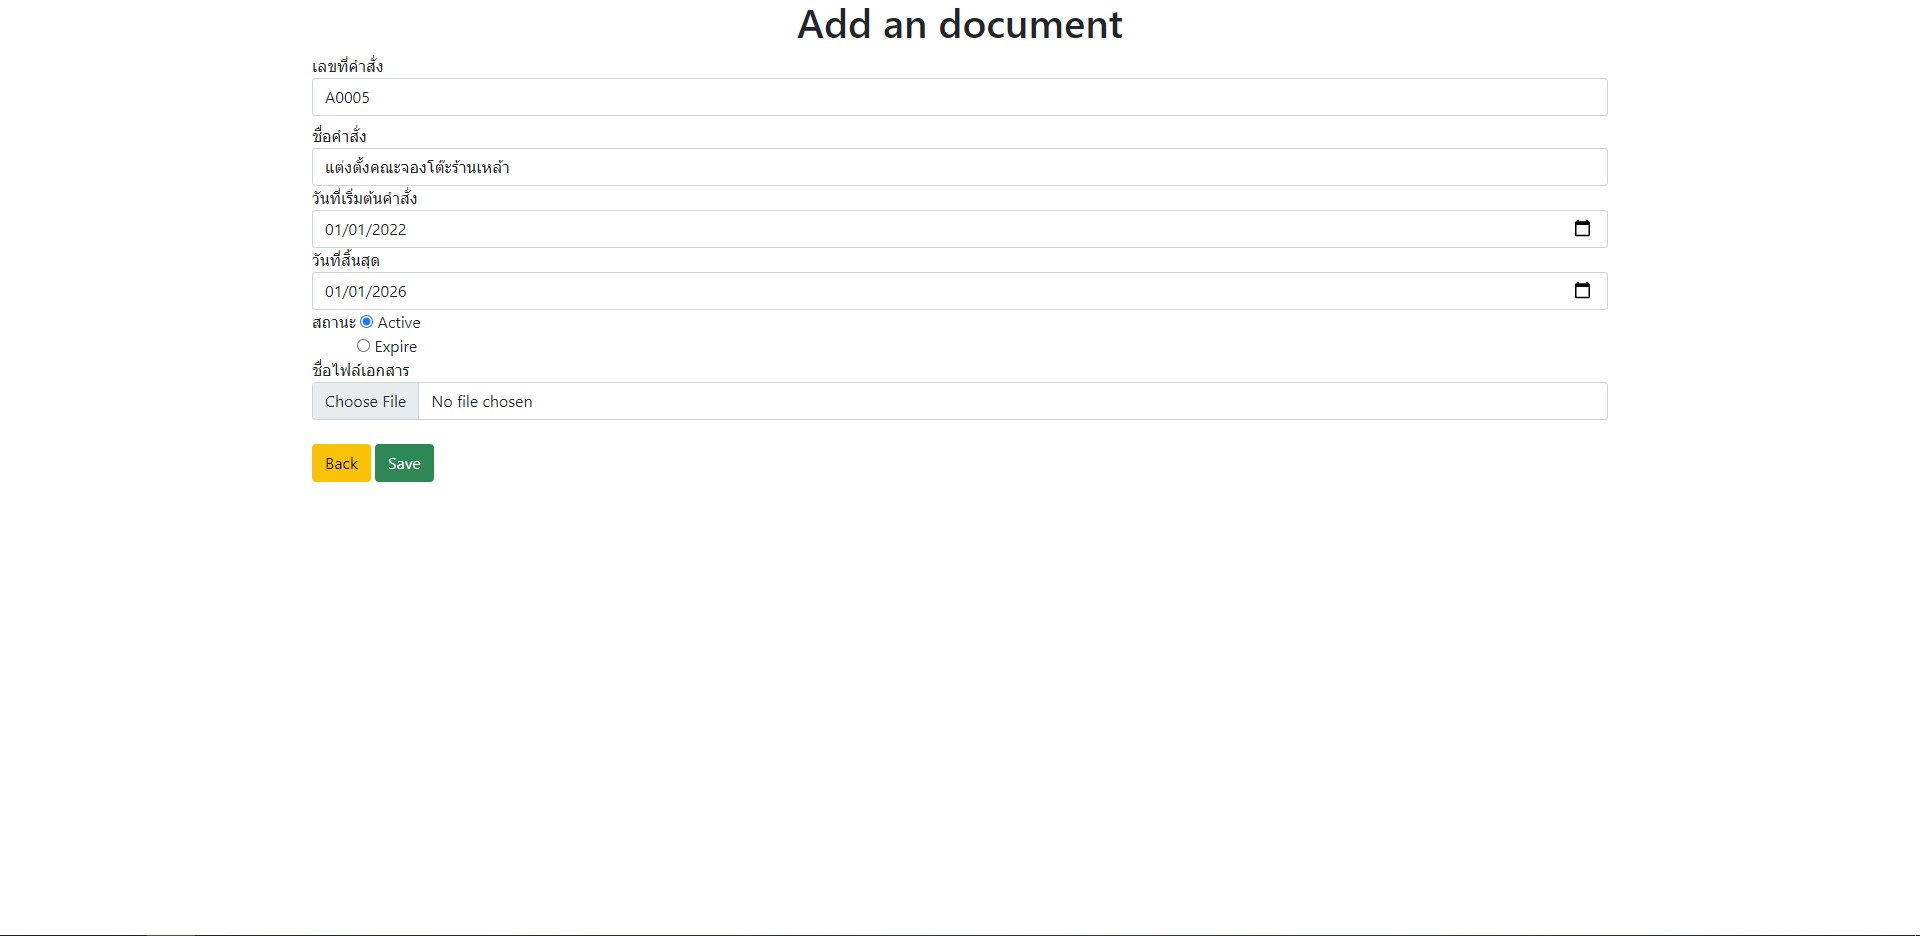 Add an document
เลขที่คำสั่ง
A0005
ชื่อคำสั่ง
แต่งตั้งคณะจองโต๊ะร้านเหล้า
วันที่เริ่มต้นคำสั่ง
01/01/2022
วันที่สิ้นสุด
01/01/2026
สถานะ Active
Expire
ชื่อไฟล์เอกสาร
Choose File No file chosen
Back Save